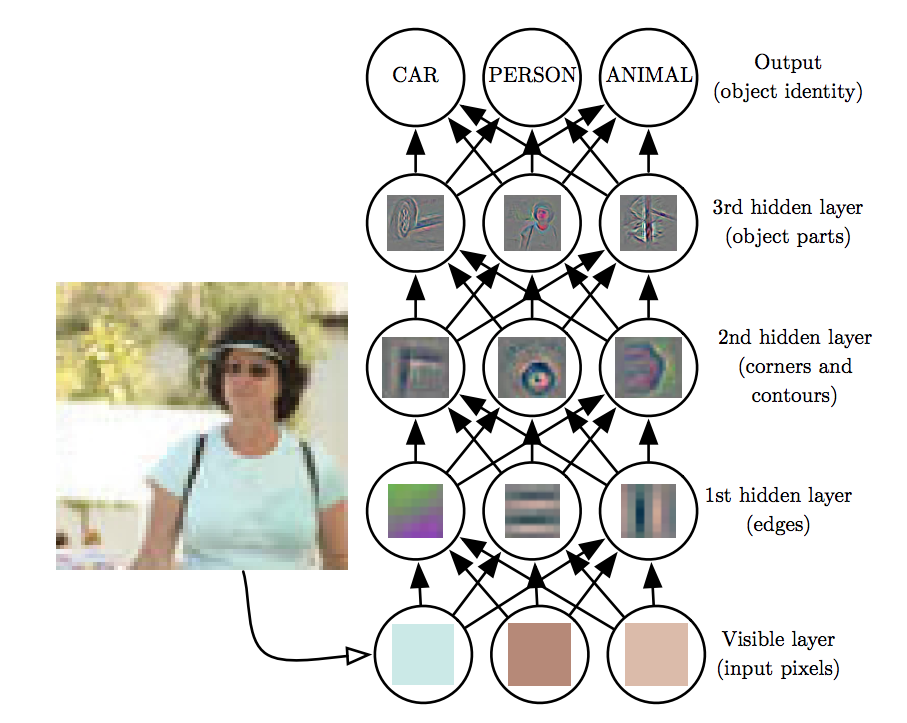 CAR
PERSON
ANIMAL
Output
(object identity)
3rd hidden layer
(object parts)
2nd hidden layer
(corners and
contours)
1st hidden layer
(edges)
Visible layer
(input pixels)